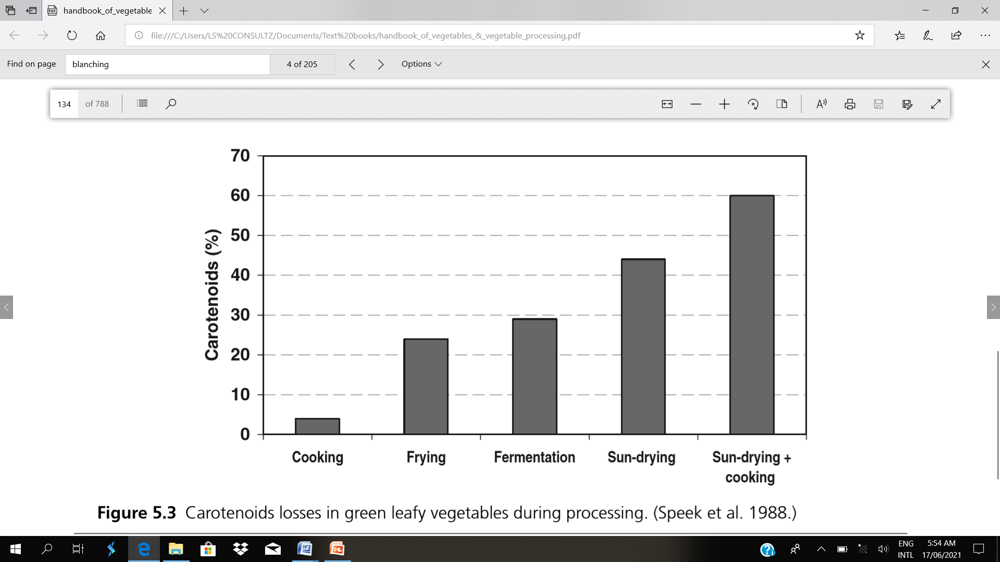 handbook_of_vegetable
file:///C:/Users/LS%20CONSULTZ/Documents/Text%20books/handbook_of_vegetables_&_vegetable_processing.pdf
Find on page
blanching
4 of 205
Options
134
of 788
70
60
50
40
30
20
10
0
Carotenoids (%)
Cooking
Frying
Fermentation
Sun-drying
Sun-drying +
cooking
Figure 5.3 Carotenoids losses in green leafy vegetables during processing. (Speek et al. 1988.)
ENG
INTL
5:54 AM
17/06/2021